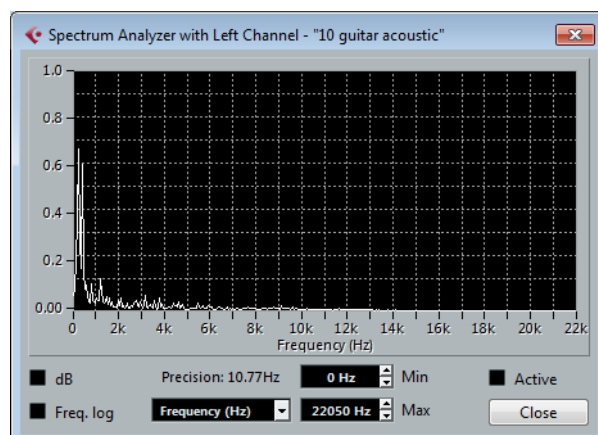 Spectrum Analyzer with Left Channel - "10 guitar acoustic"
1.0
0.8
0.6
0.4
0.2
0.00
0 2k 4k 6k 8k 10k 12k 14k 16k 18k 20k 22k
Frequency (Hz)
dB Precision: 10.77Hz 0 Hz Min Active
Freq. log Frequency (Hz) 22050 Hz Max Close